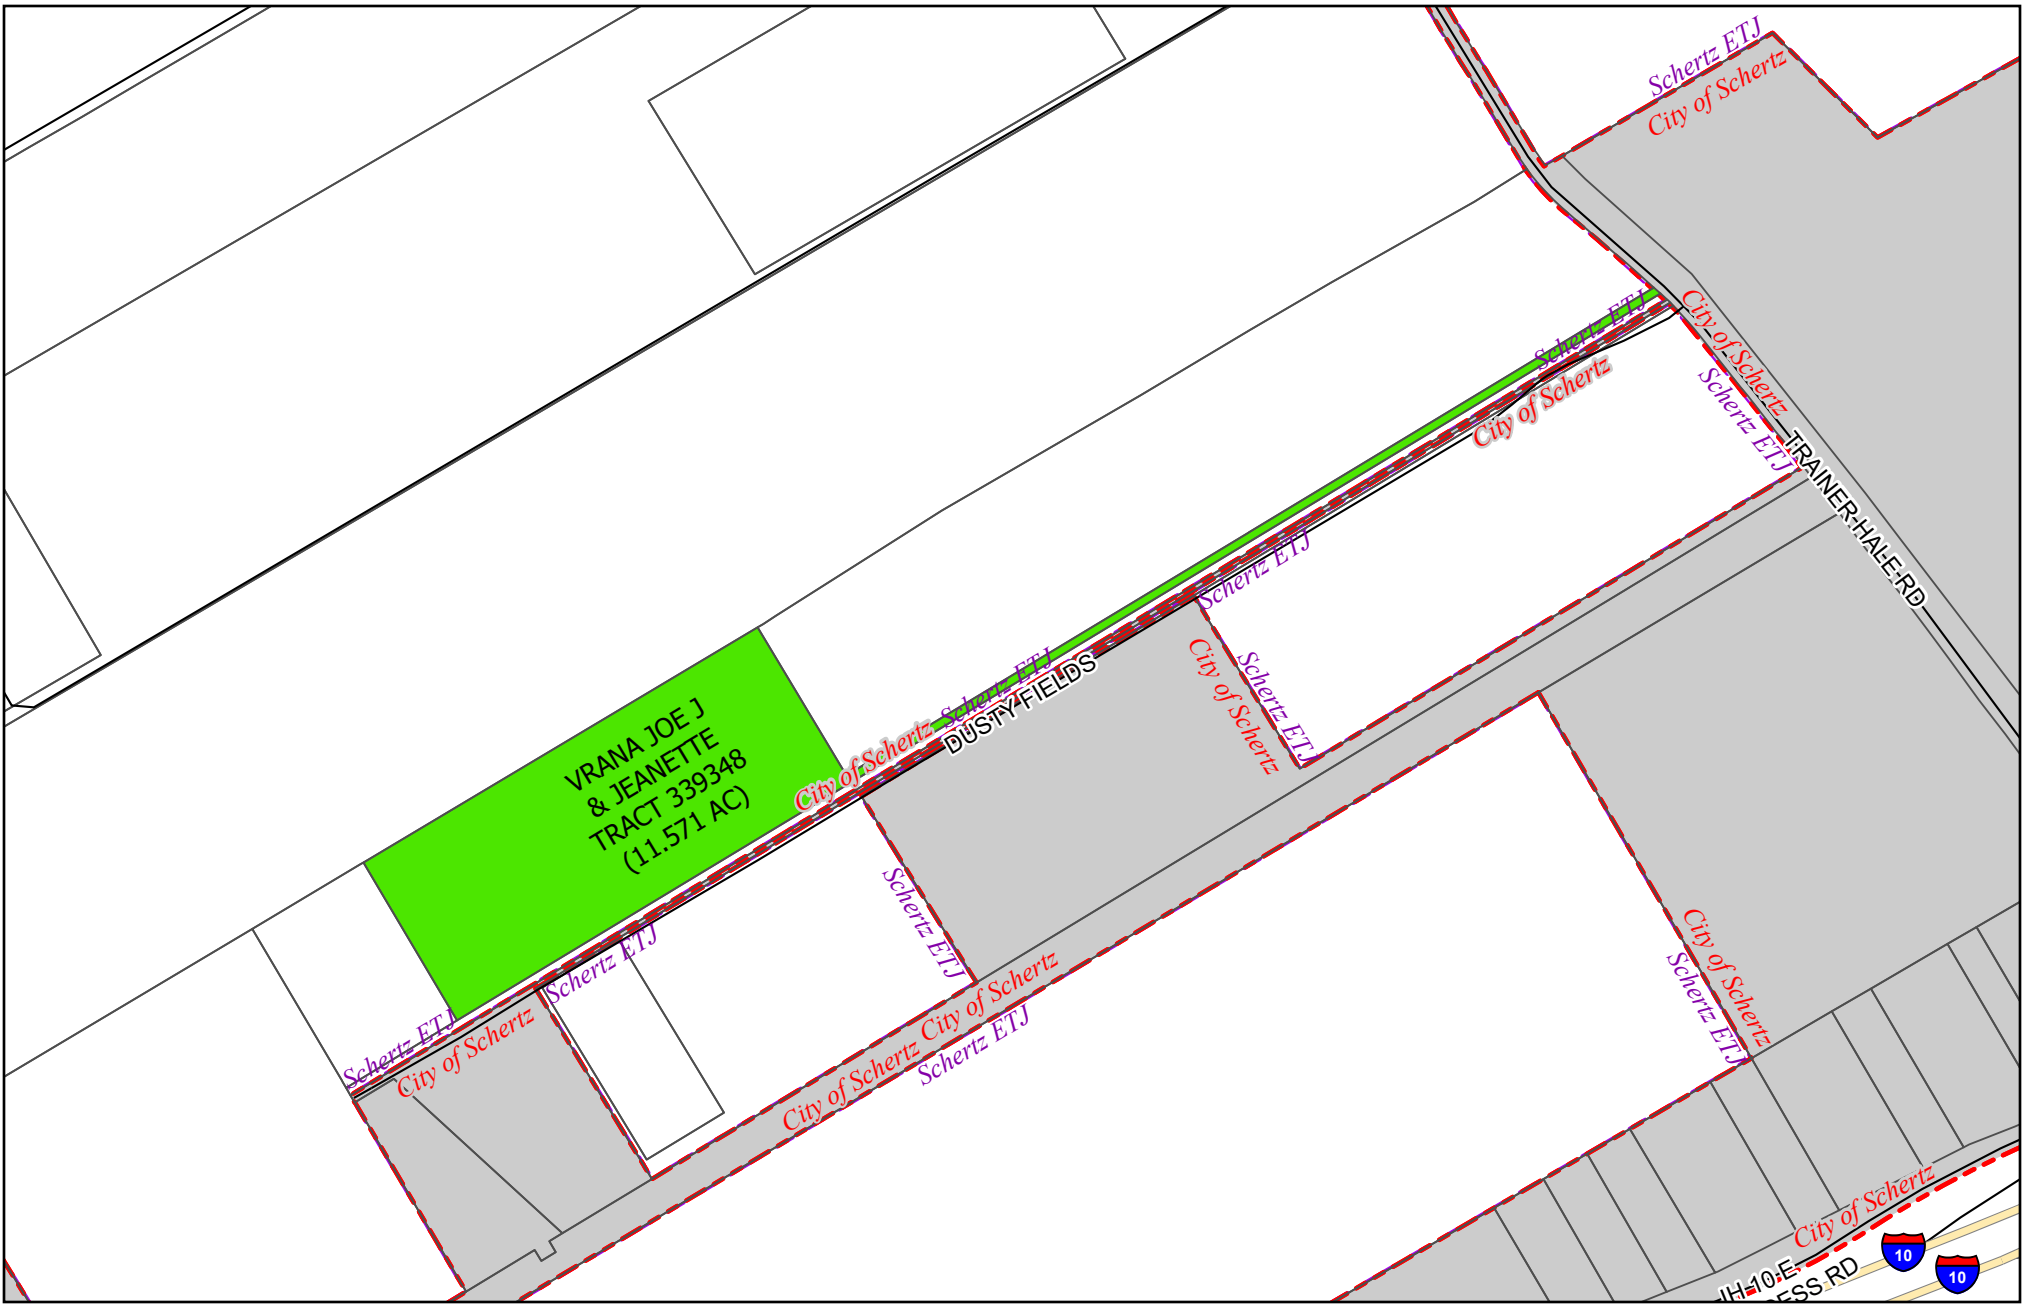 Schertz ETJ
City of Schertz
Schertz ETJ
City of Schertz
City of Schertz
Schertz ETJ
TRAINER-HALE-RD
Schertz ETJ
City of Schertz
Schertz ETJ
Schertz ETJ
DUSTY FIELDS
City of Schertz
VRANA JOE J
& JEANETTE
TRACT 339348
(11.571 AC)
Schertz ETJ
Schertz ETJ
Schertz ETJ
City of Schertz
City of Schertz
City of Schertz
Schertz ETJ
City of Schertz
Schertz ETJ
City of Schertz
IH-10-E
ESS RD
10
10